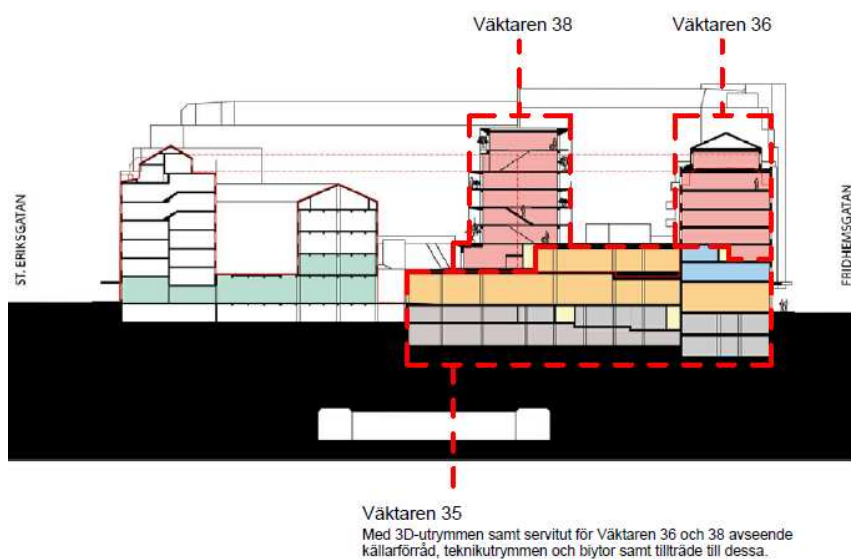 Väktaren 38
Väktaren 36
ST. ERIKSGATAN
FRIDHEMSGATAN
Väktaren 35
Med 3D-utrymmen samt servitut för Väktaren 36 och 38 avseende
källarförråd, teknikutrymmen och biytor samt tillträde till dessa.